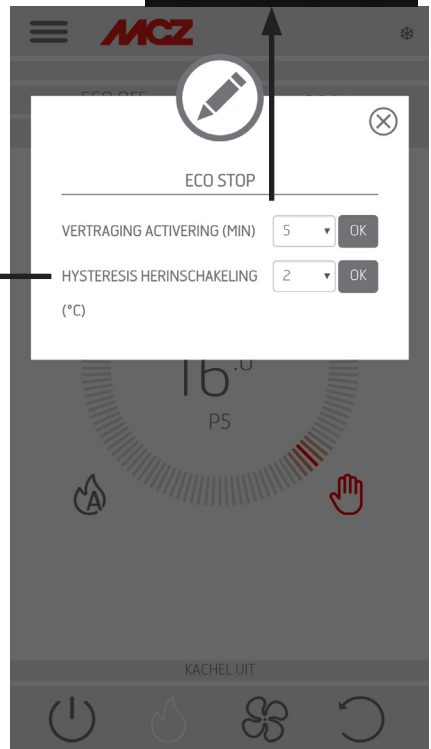 MCZ
ECO STOP
VERTRAGING ACTIVERING (MIN) 5 OK
HYSTERESIS HERINSCHAKELING 2 OK
(°C)
16.0
P5
A
KACHEL UIT